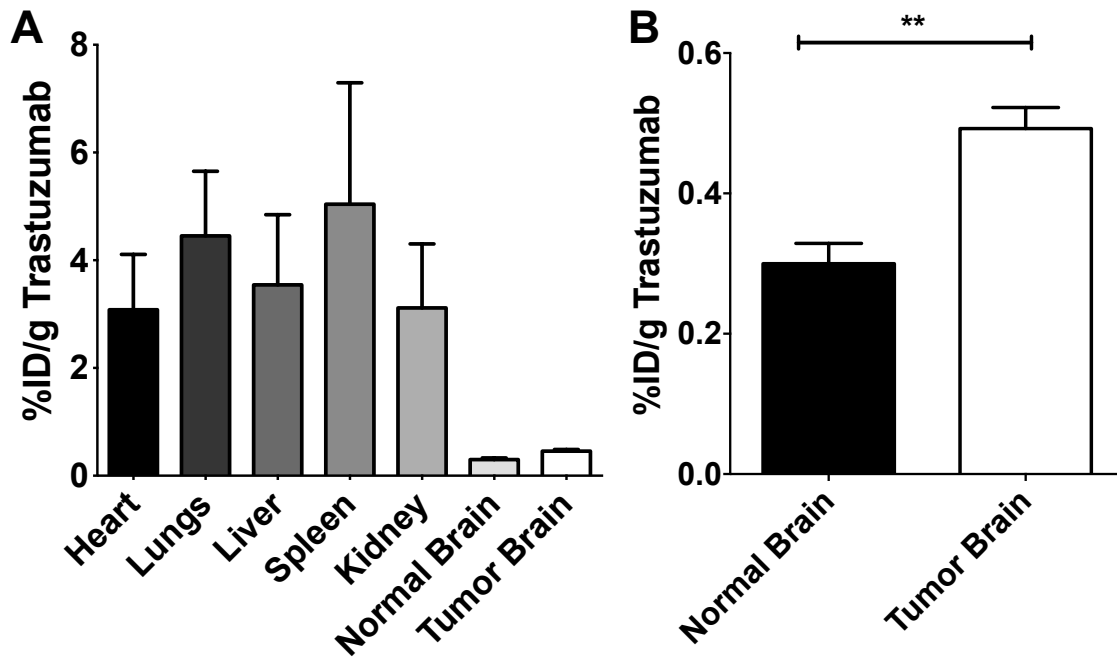 A
%ID/g Trastuzumab
8
6
4
2
0
Heart
Lungs
Liver
Spleen
Kidney
Normal Brain
Tumor Brain
B
**
%ID/g Trastuzumab
0.6
0.4
0.2
0.0
Normal Brain
Tumor Brain